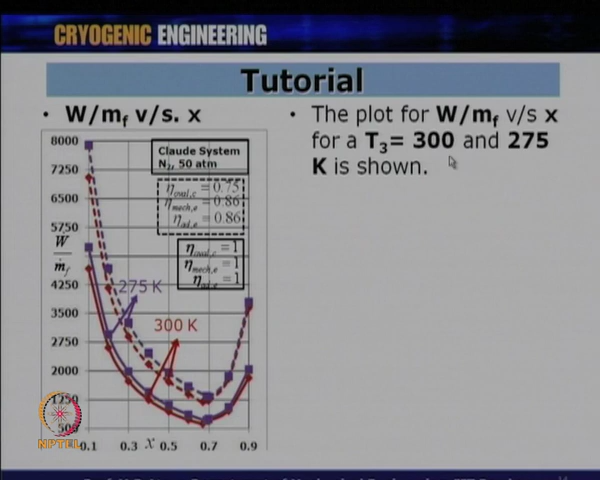 CRYOGENIC ENGINEERING
Tutorial
• W/mf v/s. x
• The plot for W/mf v/s x
for a T3= 300 and 275
K is shown.
8000
7250
6500
5750
W
ṁf
4250
3500
2750
2000
1250
500
Claude System
N2, 50 atm
ηoval,c = 0.75
ηmech,e = 0.86
ηad,e = 0.86
ηoval,c = 1
ηmech,e = 1
ηad,e = 1
275 K
300 K
0.1 0.3 x 0.5 0.7 0.9
NPTEL